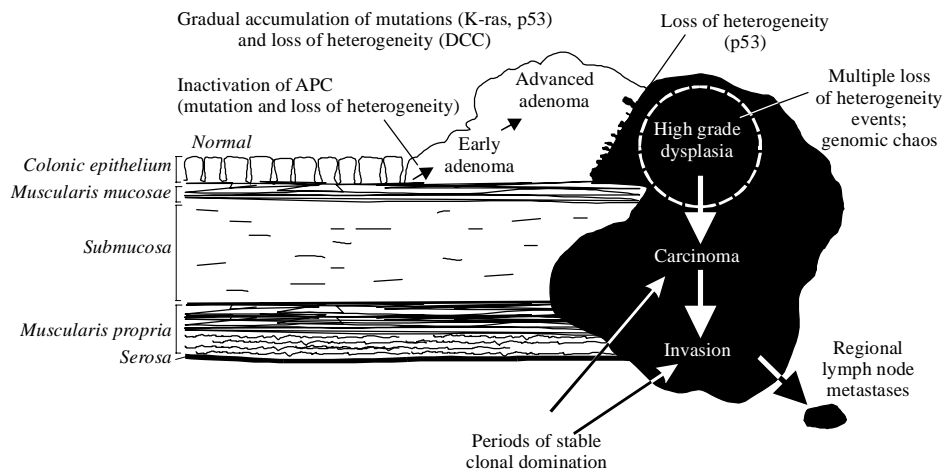 Gradual accumulation of mutations (K-ras, p53)
and loss of heterogeneity (DCC)
Loss of heterogeneity
(p53)
Inactivation of APC
(mutation and loss of heterogeneity)
Advanced
adenoma
Multiple loss
of heterogeneity
events;
genomic chaos
Normal
Early
adenoma
High grade
dysplasia
Colonic epithelium
Muscularis mucosae
Submucosa
Carcinoma
Muscularis propria
Serosa
Invasion
Regional
lymph node
metastases
Periods of stable
clonal domination